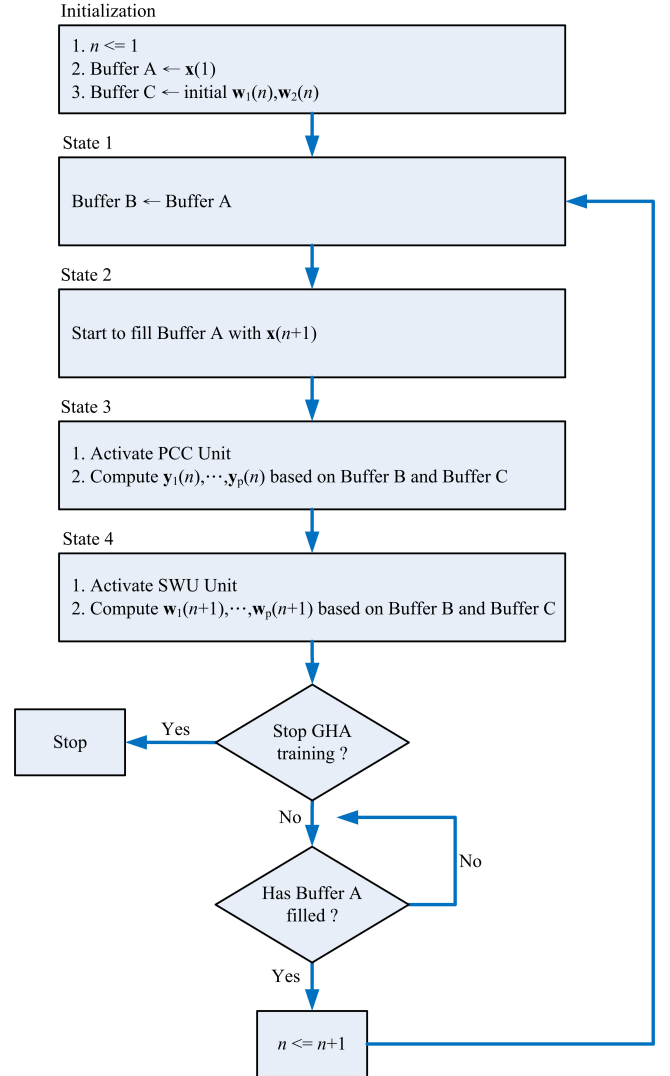 Initialization
1. n <= 1
2. Buffer A ← x(1)
3. Buffer C ← initial w₁(n),w₂(n)
State 1
Buffer B ← Buffer A
State 2
Start to fill Buffer A with x(n+1)
State 3
1. Activate PCC Unit
2. Compute y₁(n),⋯,yₚ(n) based on Buffer B and Buffer C
State 4
1. Activate SWU Unit
2. Compute w₁(n+1),⋯,wₚ(n+1) based on Buffer B and Buffer C
Stop
Yes
Stop GHA
training ?
No
No
Has Buffer A
filled ?
Yes
n <= n+1